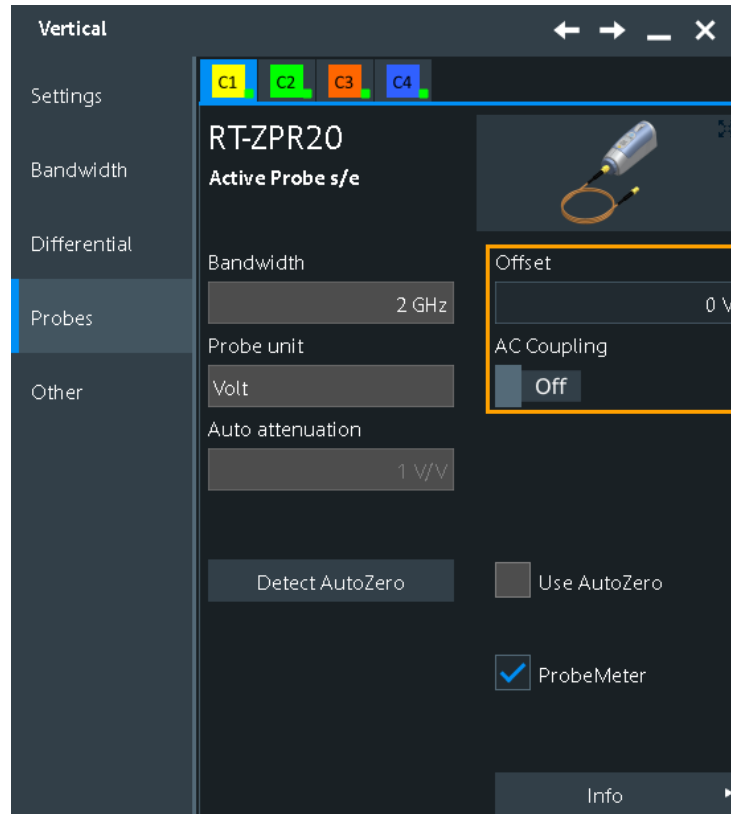 Vertical
Settings
Bandwidth
Differential
Probes
Other
C1 C2 C3 C4
RT-ZPR20
Active Probe s/e
Bandwidth
2 GHz
Probe unit
Volt
Auto attenuation
1 V/V
Detect AutoZero
Offset
0 V
AC Coupling
Off
Use AutoZero
ProbeMeter
Info